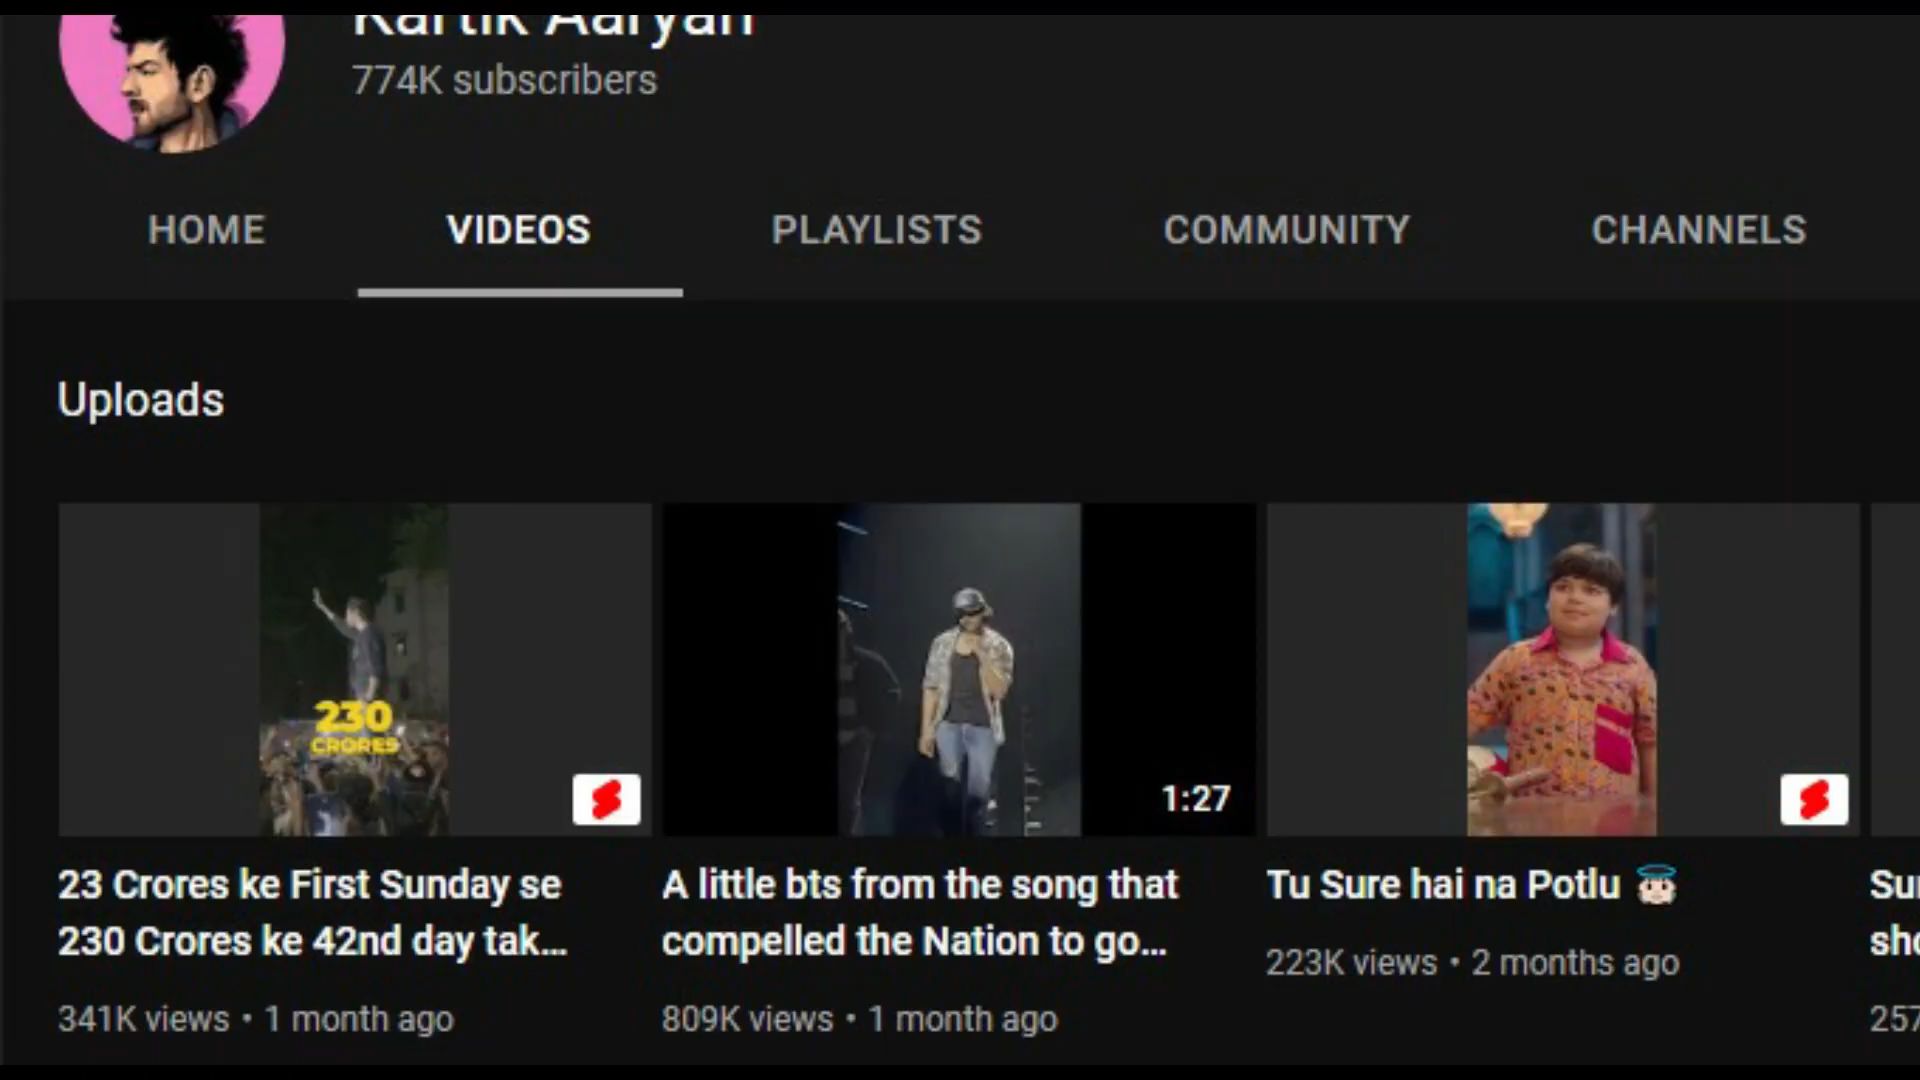 Kartik Aaryan
774K subscribers
HOME VIDEOS PLAYLISTS COMMUNITY CHANNELS
Uploads
230
CRORES
1:27
23 Crores ke First Sunday se
230 Crores ke 42nd day tak...
341K views • 1 month ago
A little bts from the song that
compelled the Nation to go...
809K views • 1 month ago
Tu Sure hai na Potlu
223K views • 2 months ago